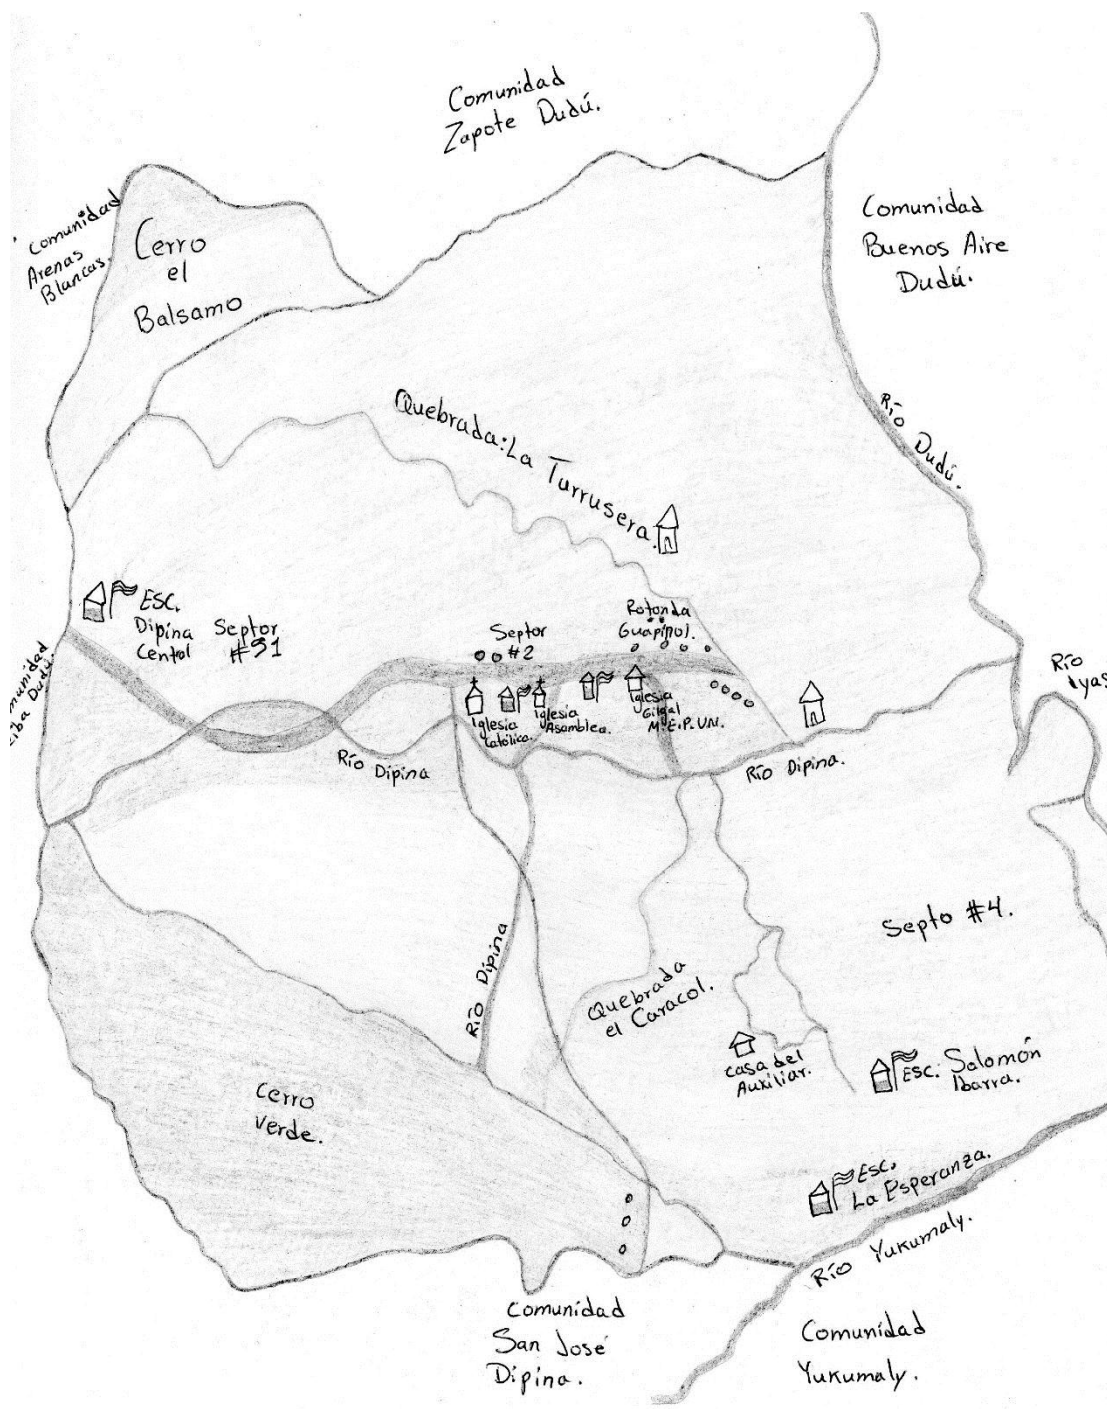 Comunidad
Zapote Dudú.
Comunidad
Arenas
Blancas.
Cerro
el
Balsamo
Comunidad
Buenos Aire
Dudú.
Río
Dudú.
Quebrada: La Turrusera.
ESC.
Dipina
Centol
Septor
#S1
Septor
#2
Rotonda
Guapinol.
Iglesia
Católica.
Iglesia
Asamblea.
Iglesia
Gilgal
M.E.P.UN.
Río
Iyas
Río Dipina
Río Dipina.
Septo #4.
Río Dipina
Quebrada
el Caracol.
Casa del
Auxiliar.
ESC. Salomón
Ibarra.
Cerro
Verde.
ESC.
La Esperanza.
Río Yukumaly.
Comunidad
San José
Dipina.
Comunidad
Yukumaly.